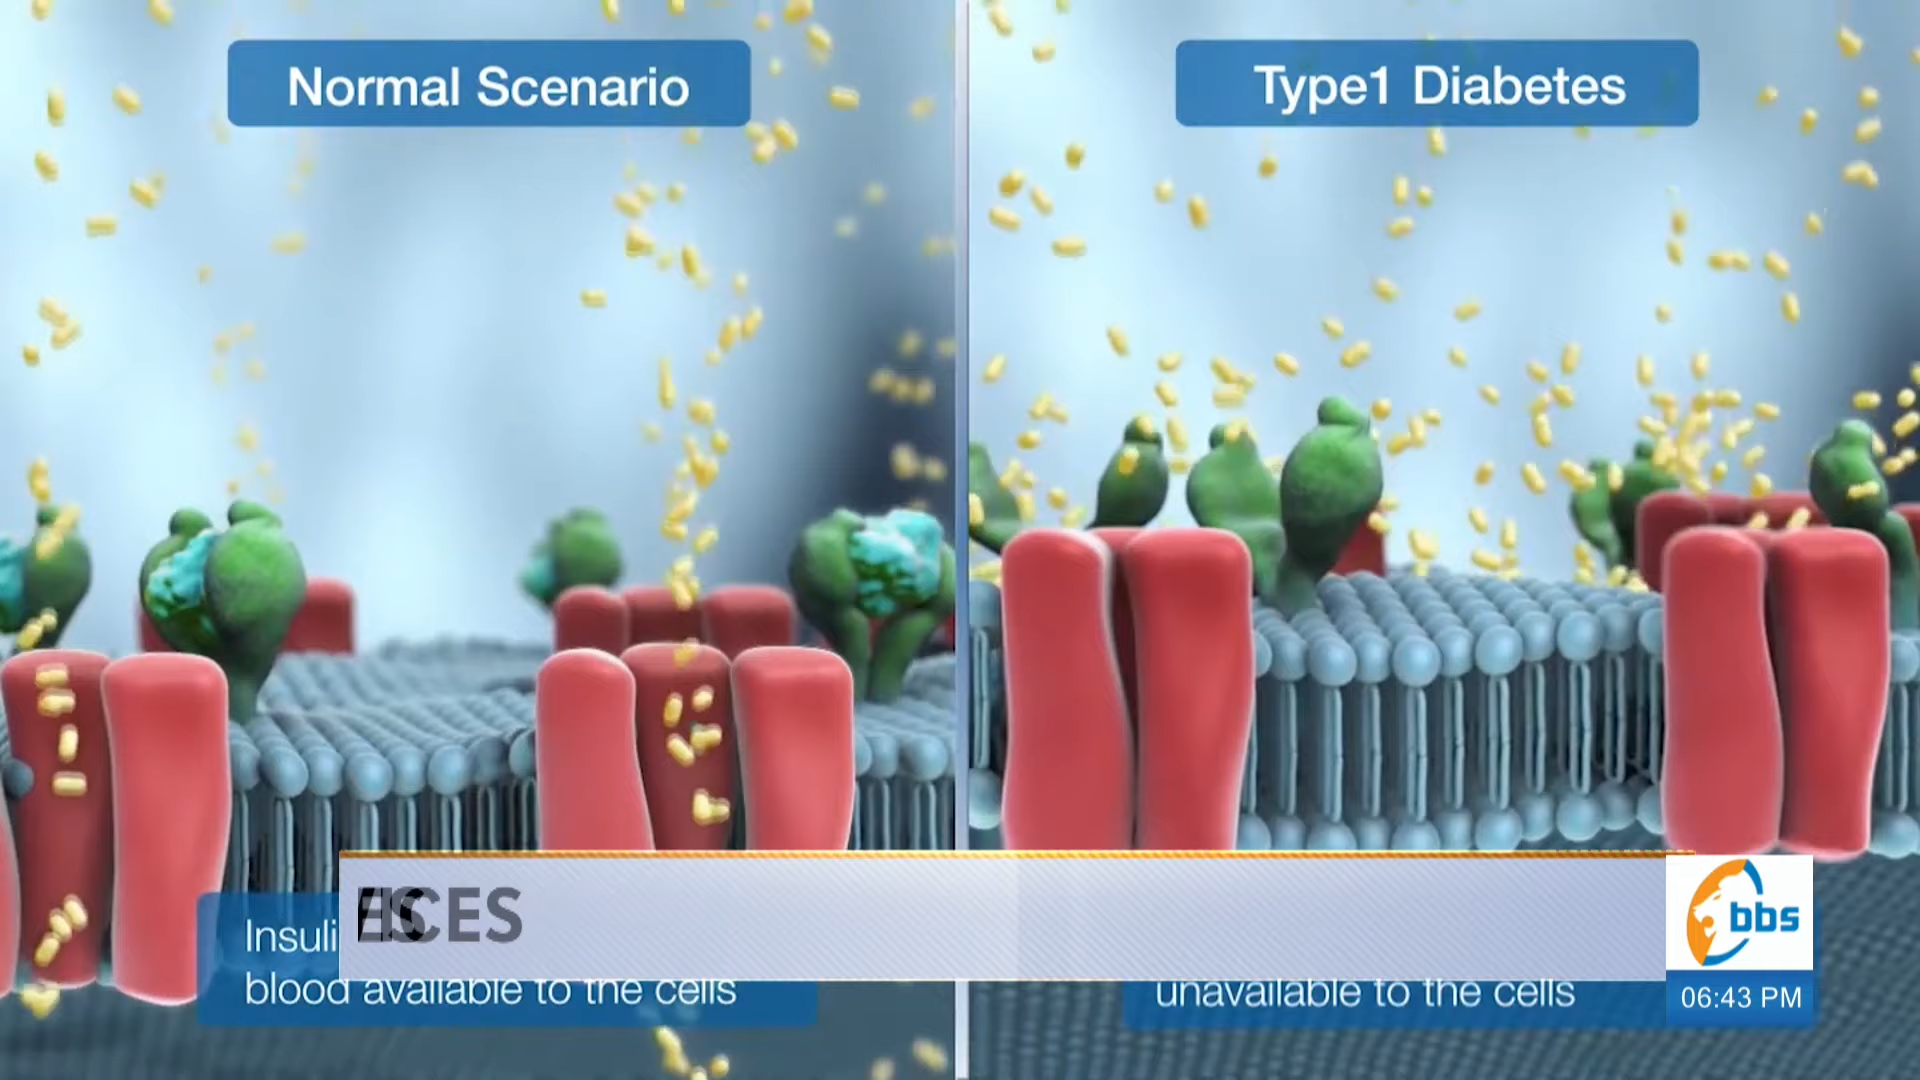 Normal Scenario
Type1 Diabetes
Insuli
blood available to the cells
unavailable to the cells
bbs
06:43 PM